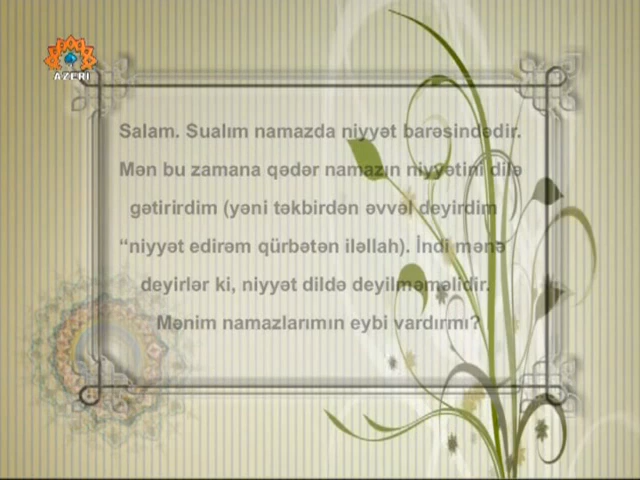 AZERI
Salam. Sualım namazda niyyət barəsindədir.
Mən bu zamana qədər namazın niyyətini dilə
gətirirdim (yəni təkbirdən əvvəl deyirdim
“niyyət edirəm qürbətən iləllah). İndi mənə
deyirlər ki, niyyət dildə deyilməməlidir.
Mənim namazlarımın eybi vardırmı?